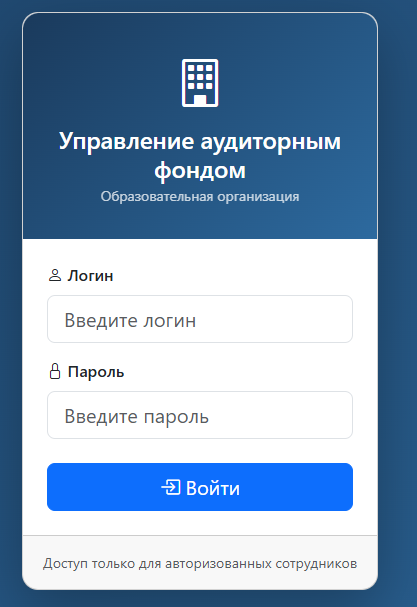 Управление аудиторным
фондом
Образовательная организация
Логин
Введите логин
Пароль
Введите пароль
Войти
Доступ только для авторизованных сотрудников